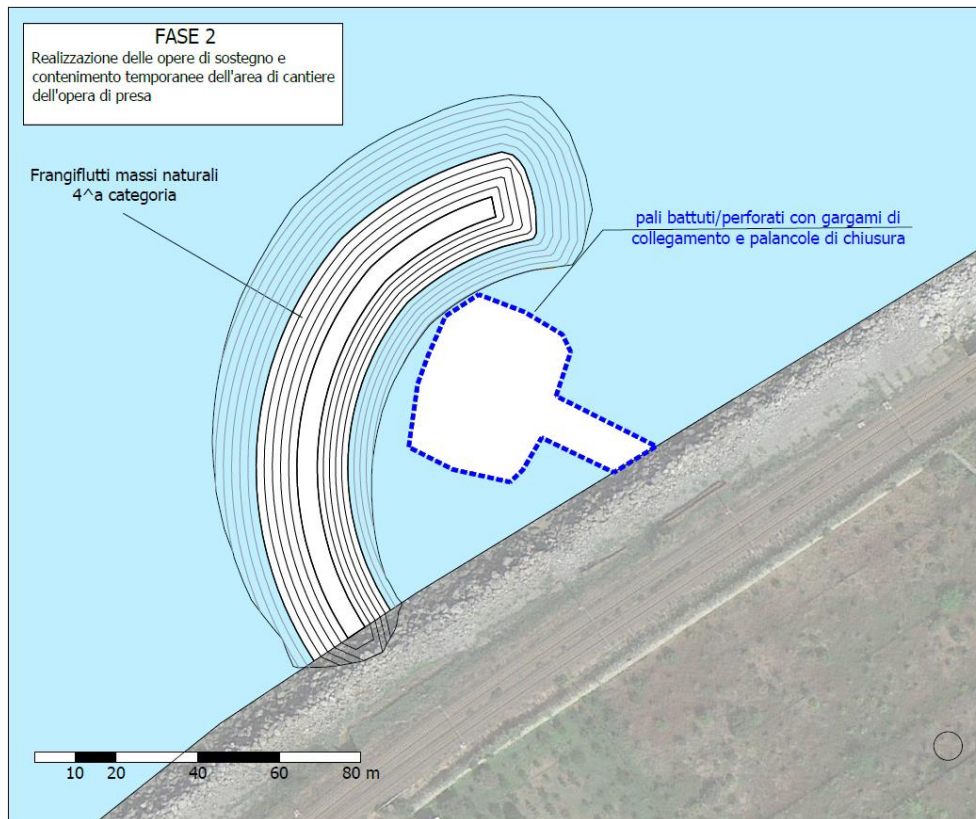 FASE 2
Realizzazione delle opere di sostegno e
contenimento temporanee dell'area di cantiere
dell'opera di presa
Frangiflutti massi naturali
4^a categoria
pali battuti/perforati con gargami di
collegamento e palancole di chiusura
10 20 40 60 80 m